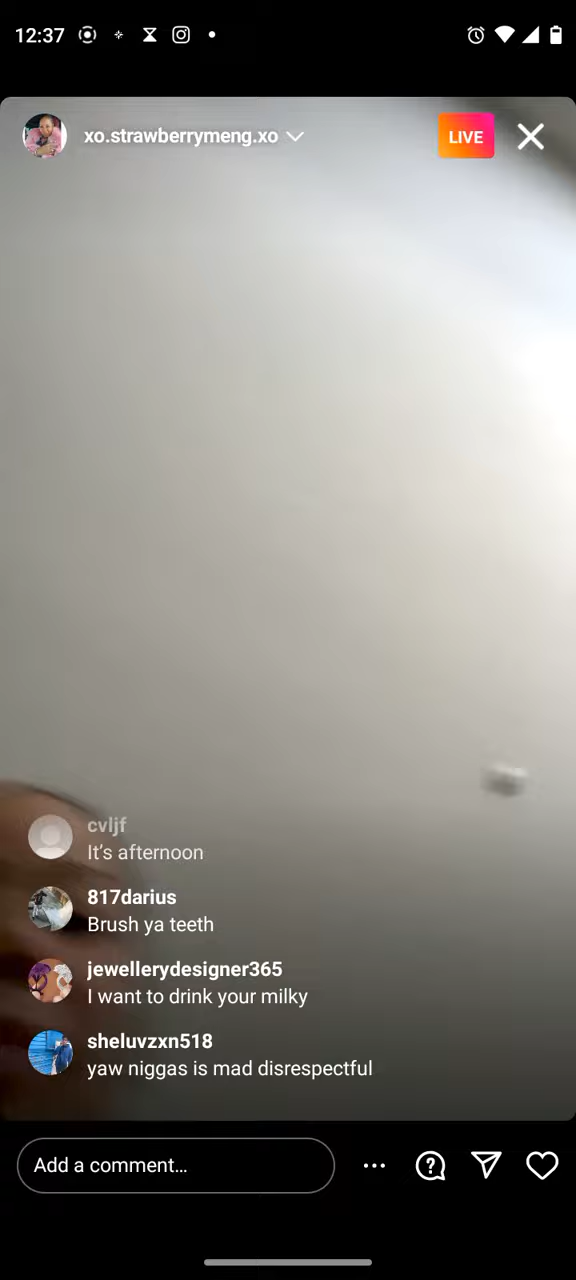 12:37
xo.strawberrymeng.xo
LIVE
cvljf
It's afternoon
817darius
Brush ya teeth
jewellerydesigner365
I want to drink your milky
sheluvzxn518
yaw niggas is mad disrespectful
Add a comment...